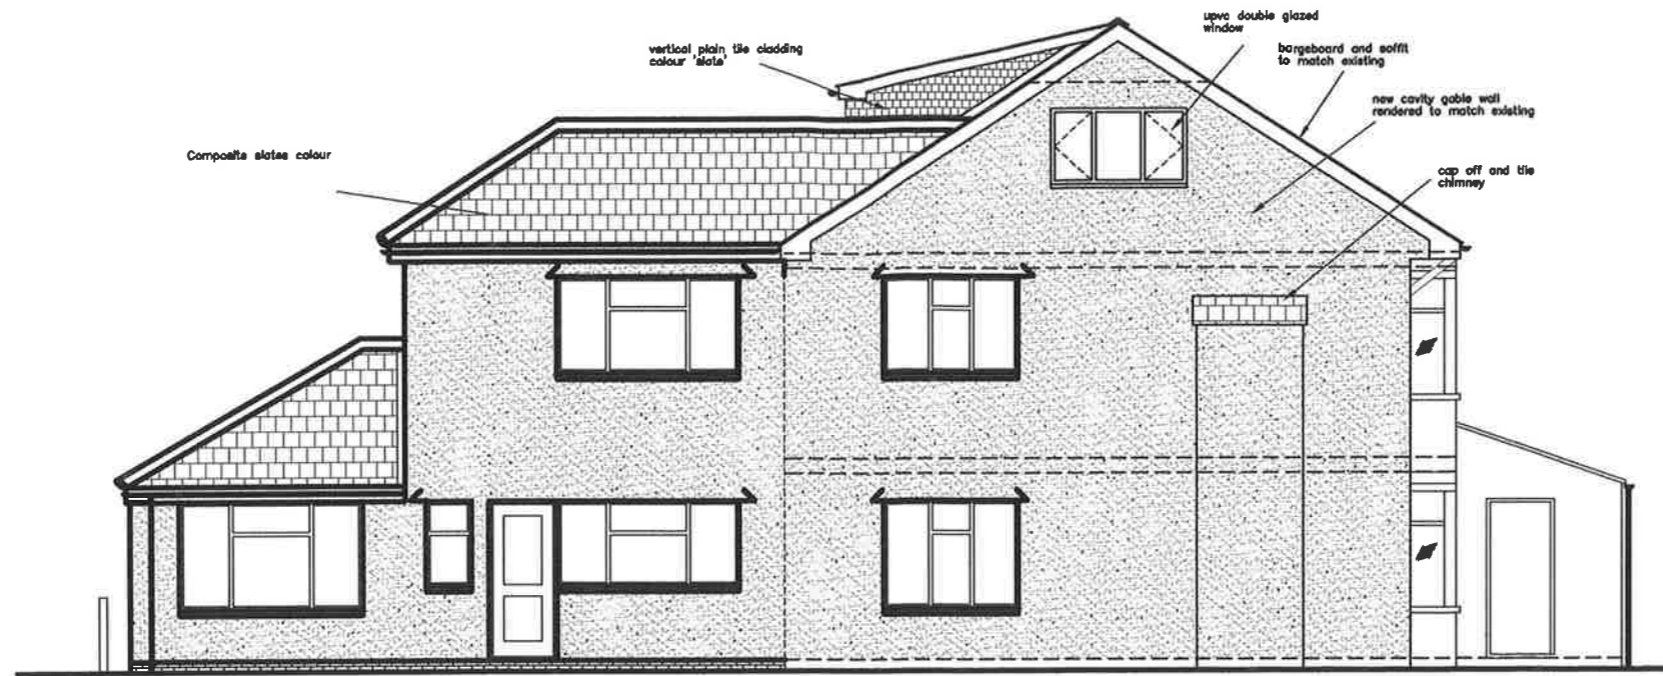 upvc double glazed
window
vertical plain tile cladding
colour 'slate'
bargeboard and soffit
to match existing
new cavity gable wall
rendered to match existing
Composite slates colour
cap off and tile
chimney